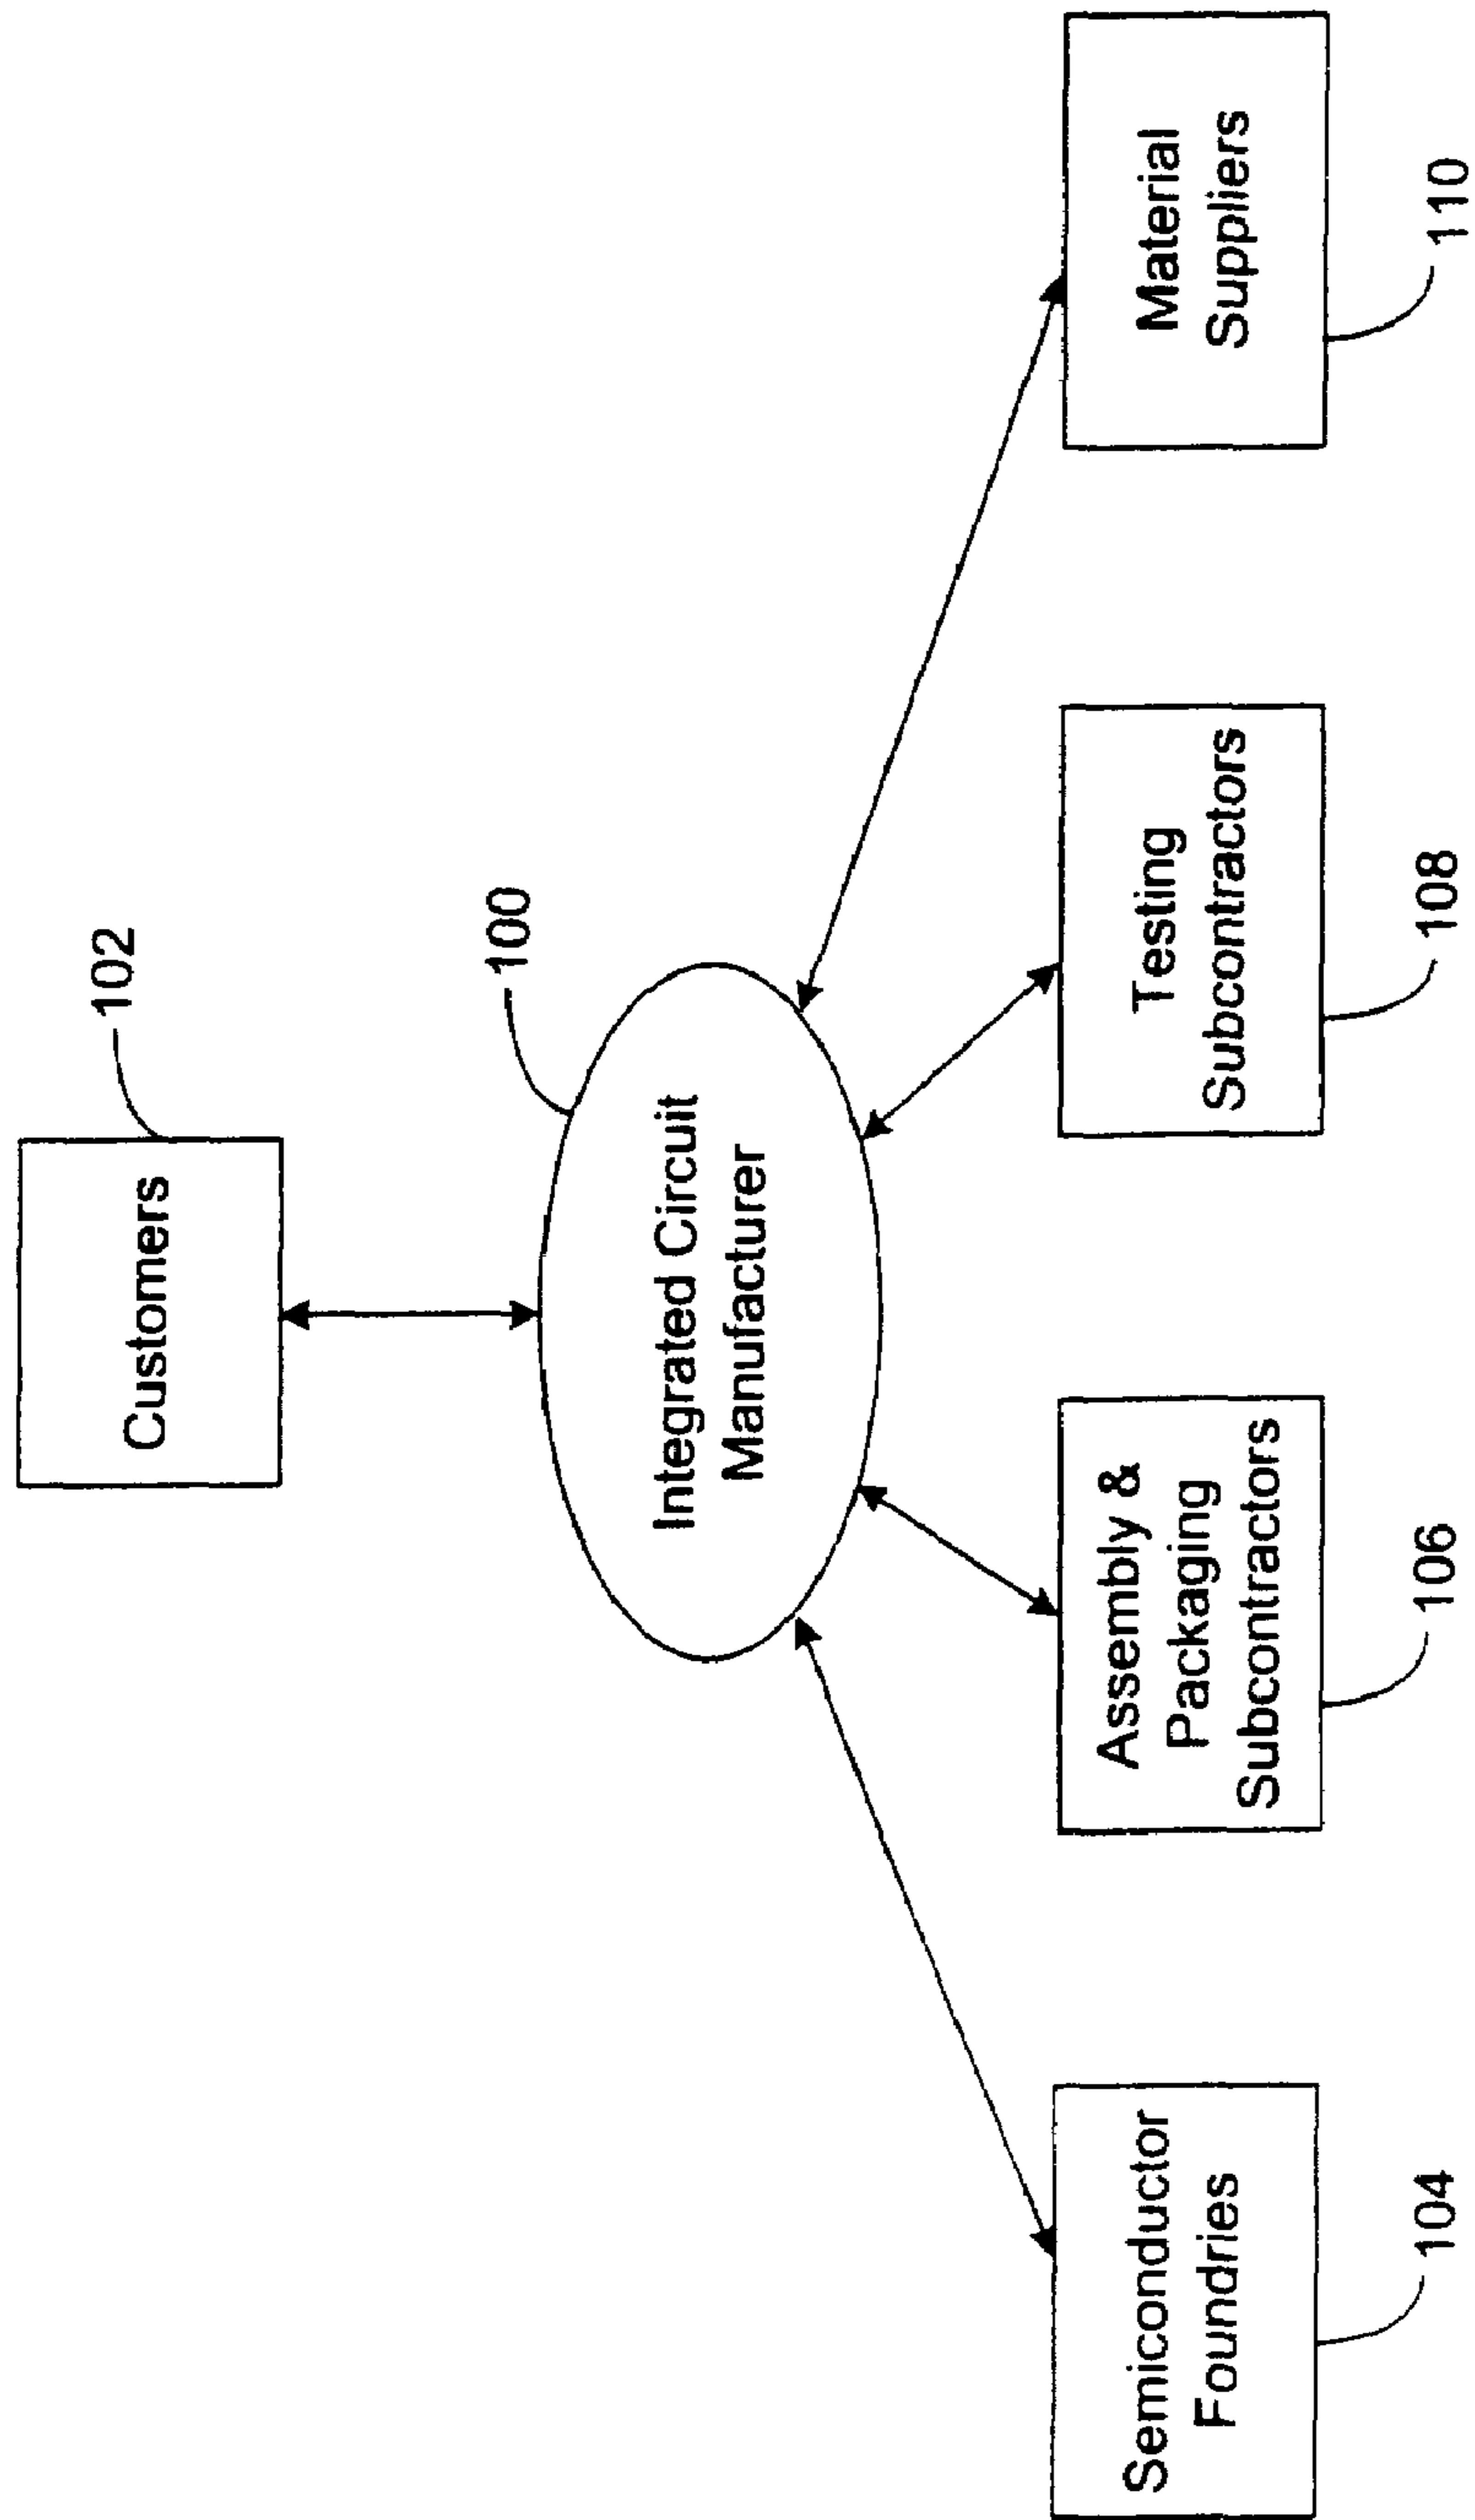 Customers
102
100
Integrated Circuit
Manufacturer
Semiconductor
Foundries
104
Assembly &
Packaging
Subcontractors
106
Testing
Subcontractors
108
Material
Suppliers
110